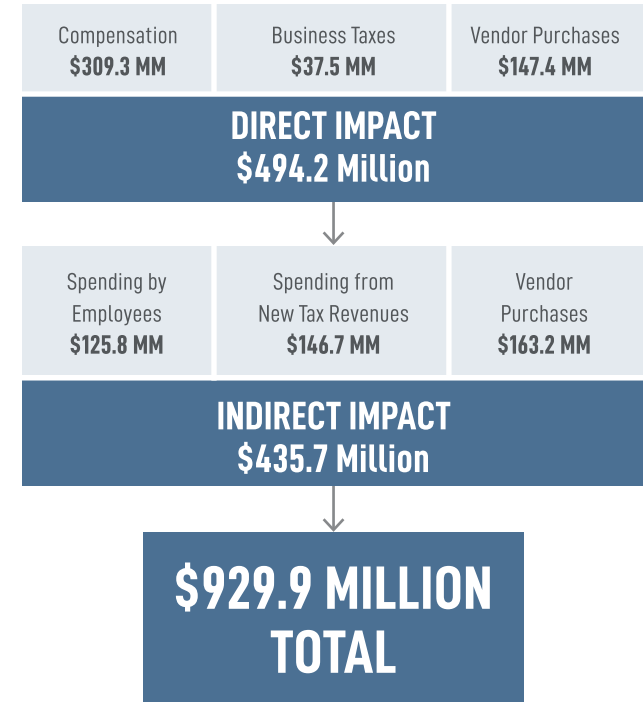 Compensation
$309.3 MM
Business Taxes
$37.5 MM
Vendor Purchases
$147.4 MM
DIRECT IMPACT
$494.2 Million
Spending by
Employees
$125.8 MM
Spending from
New Tax Revenues
$146.7 MM
Vendor
Purchases
$163.2 MM
INDIRECT IMPACT
$435.7 Million
$929.9 MILLION
TOTAL